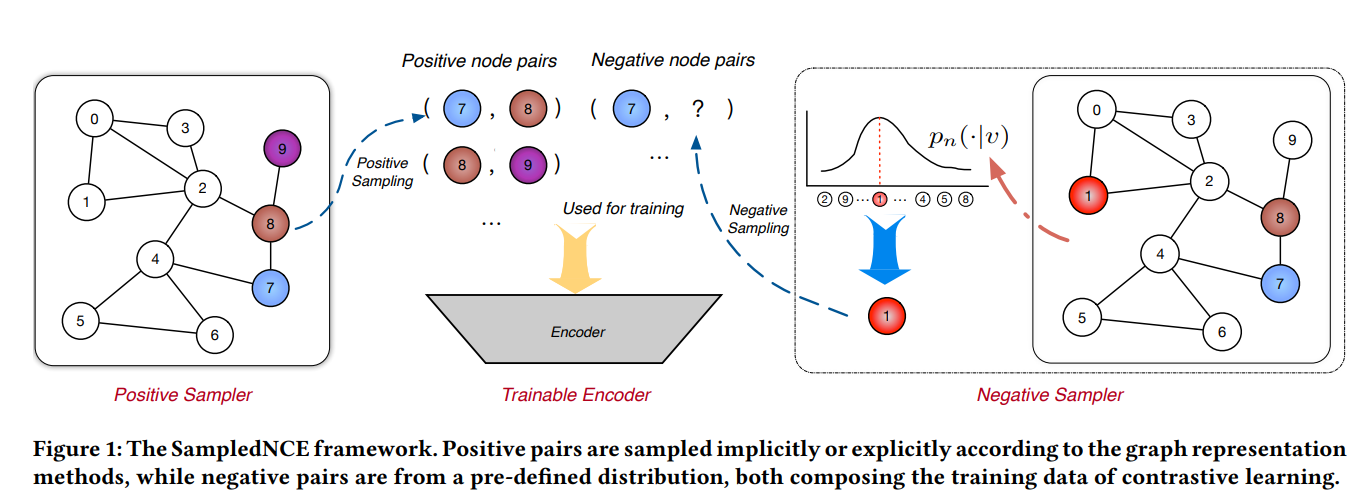 Positive node pairs
Negative node pairs
( 7 , 8 )
( 7 , ? )
( 8 , 9 )
...
...
0
3
9
1
2
8
4
7
5
6
Positive Sampling
Used for training
Negative Sampling
Encoder
pn(·|v)
2 9 ... 1 ... 4 5 8
1
0
3
9
1
2
8
4
7
5
6
Positive Sampler
Trainable Encoder
Negative Sampler
Figure 1: The SampledNCE framework. Positive pairs are sampled implicitly or explicitly according to the graph representation
methods, while negative pairs are from a pre-defined distribution, both composing the training data of contrastive learning.